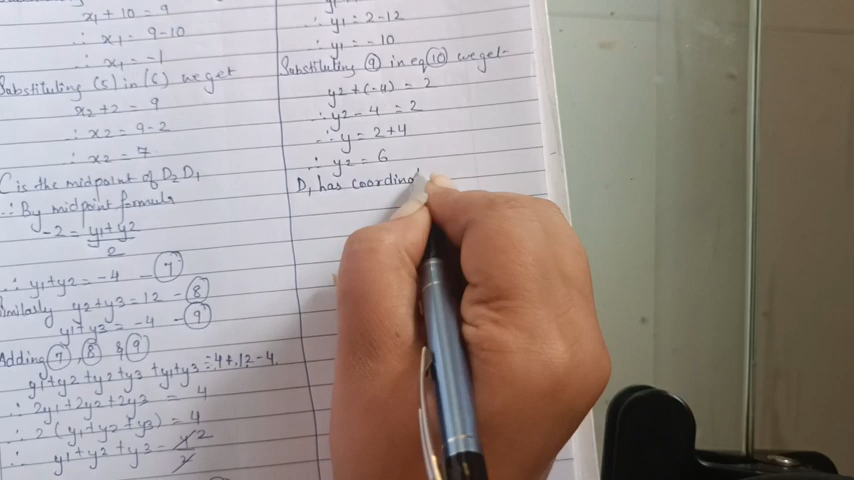 x1 + 10 = 9
∴ x1 = 9-10
∴ x1 = -1
Substituting (5) in (6) we get
x2 + 2 = 9
∴ x2 = 9-2
∴ x2 = 7
C is the midpoint of D2D1
∴ By midpoint formula
-2 = y1+y2
2
∴ y1+y2 = -4 - 7
Similarly y2+y3 = 12 - 8
y1+y3 = -4 - 9
Adding 7, 8 & 9
y1+y2+y2+y3+y1+y3 = -4+12-4
∴ 2y1+2y2+2y3 = 4
∴ 2(y1+y2+y3) = 4
∴ y1+y2+y3 = 4 2
2
∴ y1 = 2-12
∴ y1 = -10
Substituting 9 in eq 10 we get-
y2+(-4) = 2
∴ y2 - 4 = 2
∴ y = 2+4
∴ y2 = 6
D1 has coordina